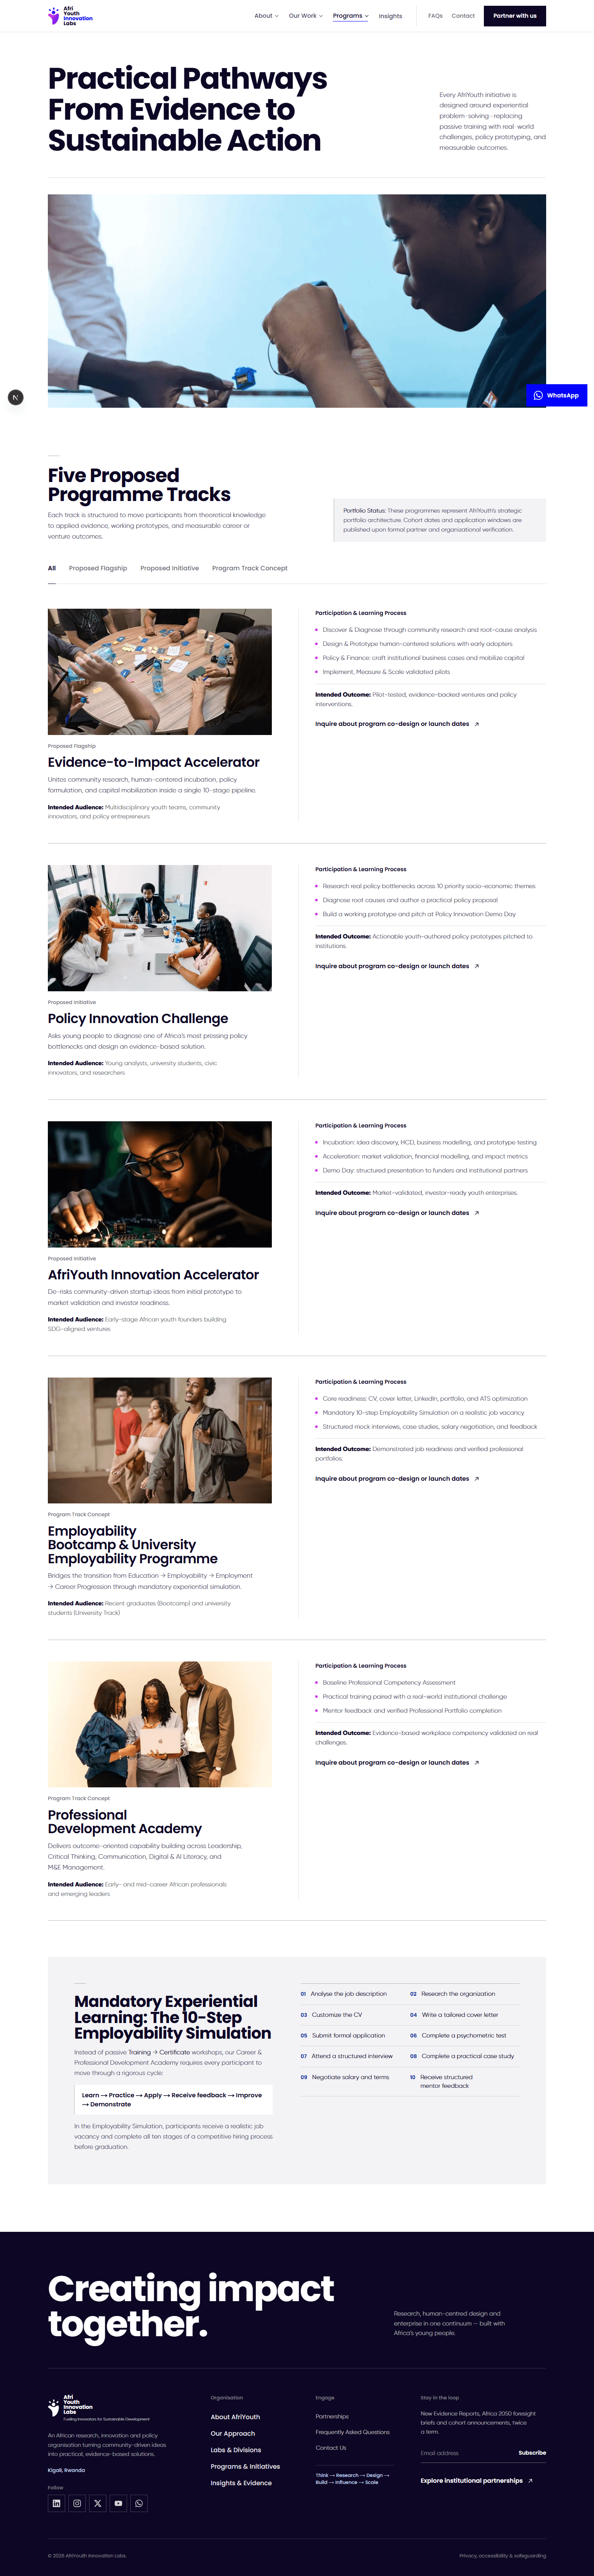 Afri
Youth
Innovation
Labs
About
Our Work
Programs
Insights
FAQs
Contact
Partner with us
Practical Pathways
From Evidence to
Sustainable Action
Every AfriYouth initiative is
designed around experiential
problem-solving -replacing
passive training with real-world
challenges, policy prototyping, and
measurable outcomes.
WhatsApp
Five Proposed
Programme Tracks
Each track is structured to move participants from theoretical knowledge
to applied evidence, working prototypes, and measurable career or
venture outcomes.
Portfolio Status: These programmes represent AfriYouth's strategic
portfolio architecture. Cohort dates and application windows are
published upon formal partner and organizational verification.
All
Proposed Flagship
Proposed Initiative
Program Track Concept
Proposed Flagship
Evidence-to-Impact Accelerator
Unites community research, human-centered incubation, policy
formulation, and capital mobilization inside a single 10-stage pipeline.
Intended Audience: Multidisciplinary youth teams, community
innovators, and policy entrepreneurs
Participation & Learning Process
Discover & Diagnose through community research and root-cause analysis
Design & Prototype human-centered solutions with early adopters
Policy & Finance: craft institutional business cases and mobilize capital
Implement, Measure & Scale validated pilots
Intended Outcome: Pilot-tested, evidence-backed ventures and policy
interventions.
Inquire about program co-design or launch dates ↗
Proposed Initiative
Policy Innovation Challenge
Asks young people to diagnose one of Africa's most pressing policy
bottlenecks and design an evidence-based solution.
Intended Audience: Young analysts, university students, civic
innovators, and researchers
Participation & Learning Process
Research real policy bottlenecks across 10 priority socio-economic themes
Diagnose root causes and author a practical policy proposal
Build a working prototype and pitch at Policy Innovation Demo Day
Intended Outcome: Actionable youth-authored policy prototypes pitched to
institutions.
Inquire about program co-design or launch dates ↗
Proposed Initiative
AfriYouth Innovation Accelerator
De-risks community-driven startup ideas from initial prototype to
market validation and investor readiness.
Intended Audience: Early-stage African youth founders building
SDG-aligned ventures
Participation & Learning Process
Incubation: idea discovery, HCD, business modelling, and prototype testing
Acceleration: market validation, financial modelling, and impact metrics
Demo Day: structured presentation to funders and institutional partners
Intended Outcome: Market-validated, investor-ready youth enterprises.
Inquire about program co-design or launch dates ↗
Program Track Concept
Employability
Bootcamp & University
Employability Programme
Bridges the transition from Education → Employability → Employment
→ Career Progression through mandatory experiential simulation.
Intended Audience: Recent graduates (Bootcamp) and university
students (University Track)
Participation & Learning Process
Core readiness: CV, cover letter, LinkedIn, portfolio, and ATS optimization
Mandatory 10-step Employability Simulation on a realistic job vacancy
Structured mock interviews, case studies, salary negotiation, and feedback
Intended Outcome: Demonstrated job readiness and verified professional
portfolios.
Inquire about program co-design or launch dates ↗
Program Track Concept
Professional
Development Academy
Delivers outcome-oriented capability building across Leadership,
Critical Thinking, Communication, Digital & AI Literacy, and
M&E Management.
Intended Audience: Early- and mid-career African professionals
and emerging leaders
Participation & Learning Process
Baseline Professional Competency Assessment
Practical training paired with a real-world institutional challenge
Mentor feedback and verified Professional Portfolio completion
Intended Outcome: Evidence-based workplace competency validated on real
challenges.
Inquire about program co-design or launch dates ↗
Mandatory Experiential
Learning: The 10-Step
Employability Simulation
Instead of passive Training → Certificate workshops, our Career &
Professional Development Academy requires every participant to
move through a rigorous cycle:
Learn → Practice → Apply → Receive feedback → Improve
→ Demonstrate
In the Employability Simulation, participants receive a realistic job
vacancy and complete all ten stages of a competitive hiring process
before graduation.
01 Analyse the job description
02 Research the organization
03 Customize the CV
04 Write a tailored cover letter
05 Submit formal application
06 Complete a psychometric test
07 Attend a structured interview
08 Complete a practical case study
09 Negotiate salary and terms
10 Receive structured
mentor feedback
Creating impact
together.
Research, human-centred design and
enterprise in one continuum — built with
Africa's young people.
Afri
Youth
Innovation
Labs
Fueling Innovators for Sustainable Development
An African research, innovation and policy
organisation turning community-driven ideas
into practical, evidence-based solutions.
Kigali, Rwanda
Follow
Organisation
About AfriYouth
Our Approach
Labs & Divisions
Programs & Initiatives
Insights & Evidence
Engage
Partnerships
Frequently Asked Questions
Contact Us
Think → Research → Design →
Build → Influence → Scale
Stay in the loop
New Evidence Reports, Africa 2050 foresight
briefs and cohort announcements, twice
a term.
Email address
Subscribe
Explore institutional partnerships ↗
© 2026 AfriYouth Innovation Labs.
Privacy, accessibility & safeguarding